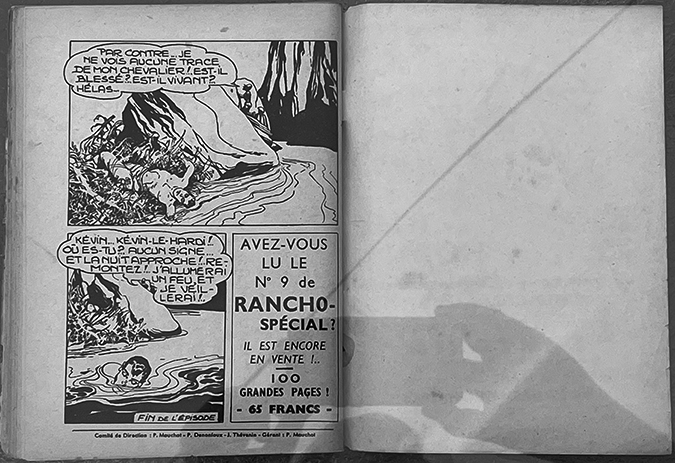 PAR CONTRE... JE
NE VOIS AUCUNE TRACE
DE MON CHEVALIER! EST-IL
BLESSÉ? EST-IL VIVANT?
HÉLAS...
KÉVIN... KÉVIN-LE-HARDI!
OÙ ES-TU? AUCUN SIGNE...
ET LA NUIT APPROCHE! RE-
MONTEZ! J'ALLUMERAI
UN FEU, ET
JE VEIL-
LERAI!.
FIN DE L'ÉPISODE
AVEZ-VOUS
LU LE
N° 9 de
RANCHO-
SPÉCIAL?
IL EST ENCORE
EN VENTE!..
100
GRANDES PAGES!
- 65 FRANCS -
Comité de Direction : P. Mouchot - P. Dencnioux - J. Thévenin - Gérant : P. Mouchot